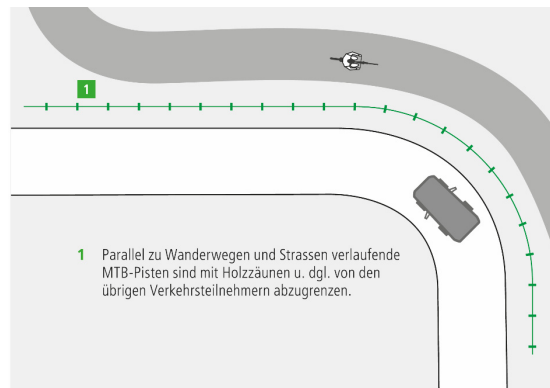 1
1 Parallel zu Wanderwegen und Strassen verlaufende
MTB-Pisten sind mit Holzzäunen u. dgl. von den
übrigen Verkehrsteilnehmern abzugrenzen.